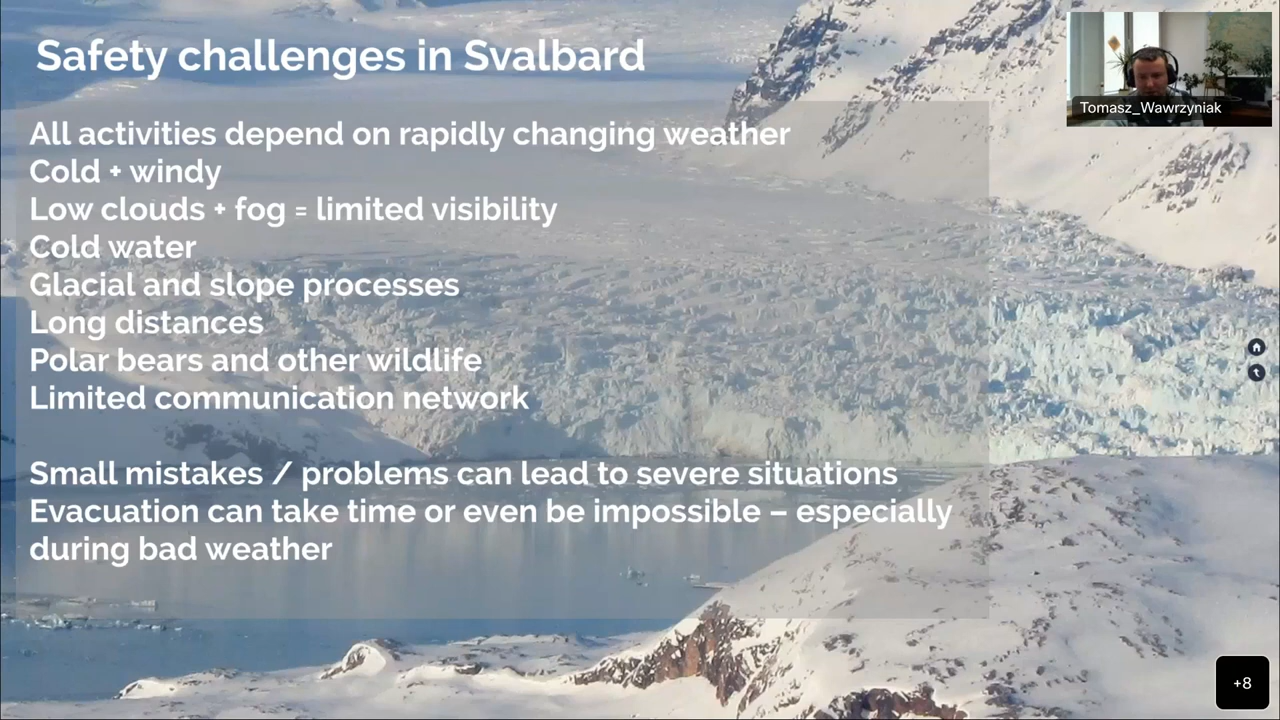 Safety challenges in Svalbard
Tomasz_Wawrzyniak
All activities depend on rapidly changing weather
Cold + windy
Low clouds + fog = limited visibility
Cold water
Glacial and slope processes
Long distances
Polar bears and other wildlife
Limited communication network
Small mistakes / problems can lead to severe situations
Evacuation can take time or even be impossible – especially
during bad weather
+8